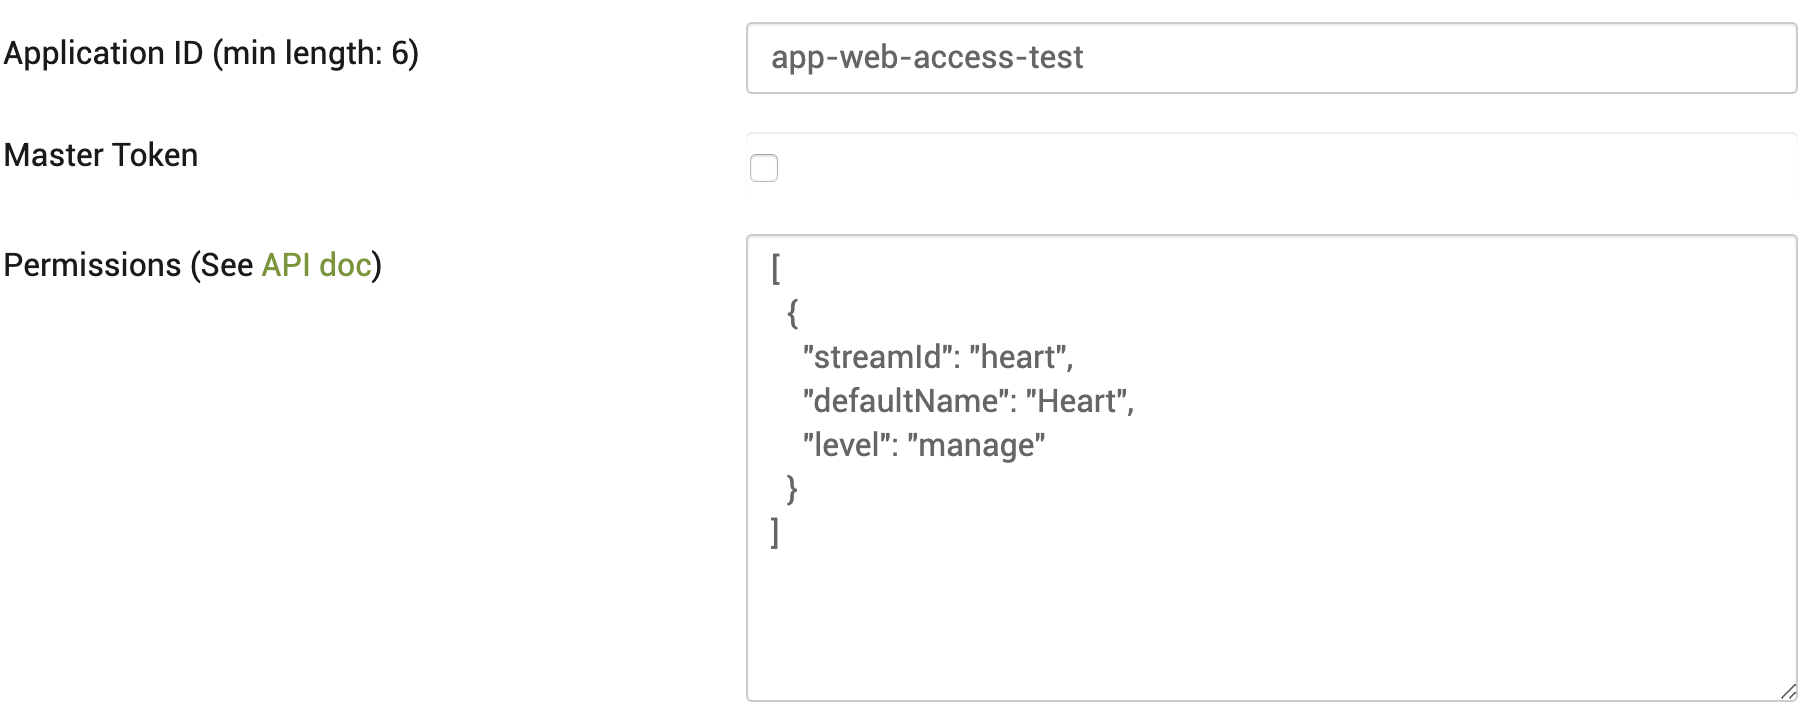 Application ID (min length: 6)
app-web-access-test
Master Token
Permissions (See API doc)
[
  {
    "streamId": "heart",
    "defaultName": "Heart",
    "level": "manage"
  }
]